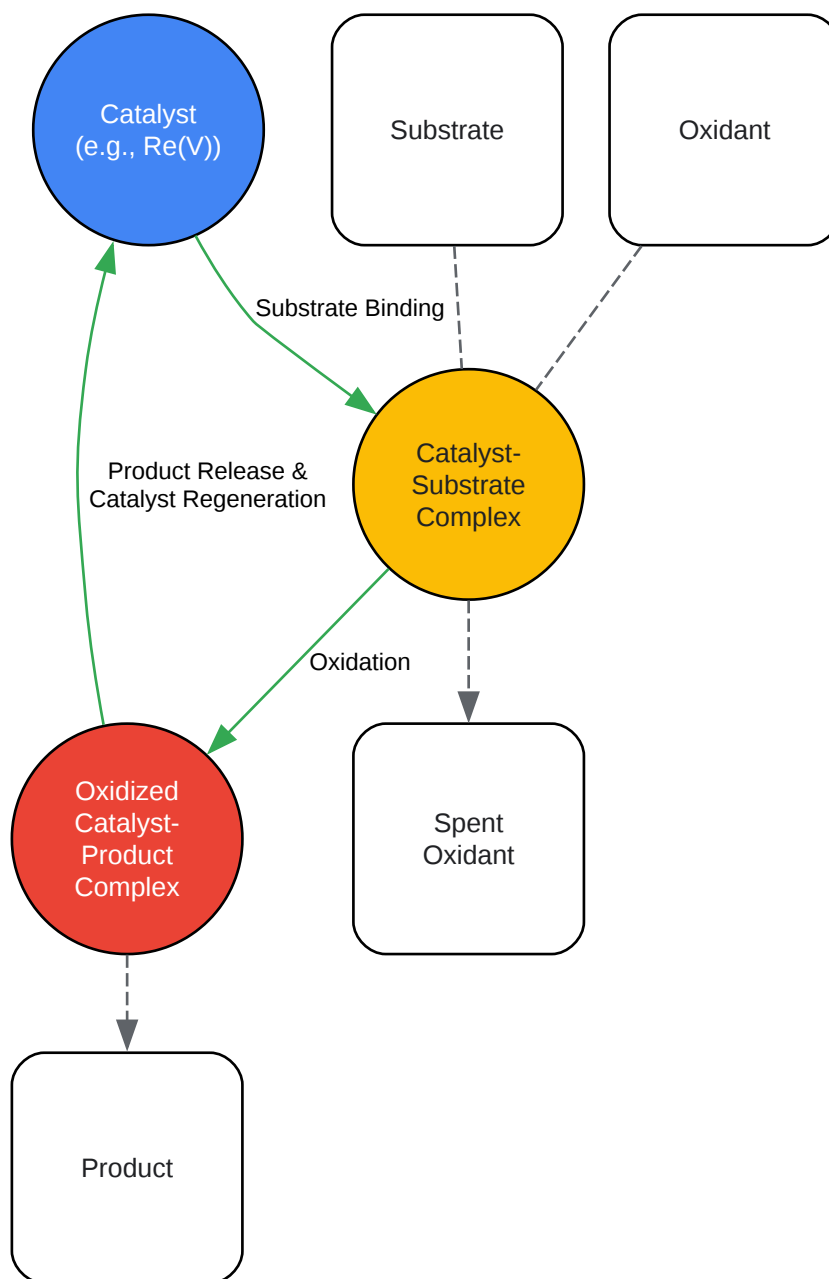 Catalyst
(e.g., Re(V))
Substrate
Oxidant
Substrate Binding
Catalyst-
Substrate
Complex
Product Release &
Catalyst Regeneration
Oxidation
Oxidized
Catalyst-
Product
Complex
Spent
Oxidant
Product